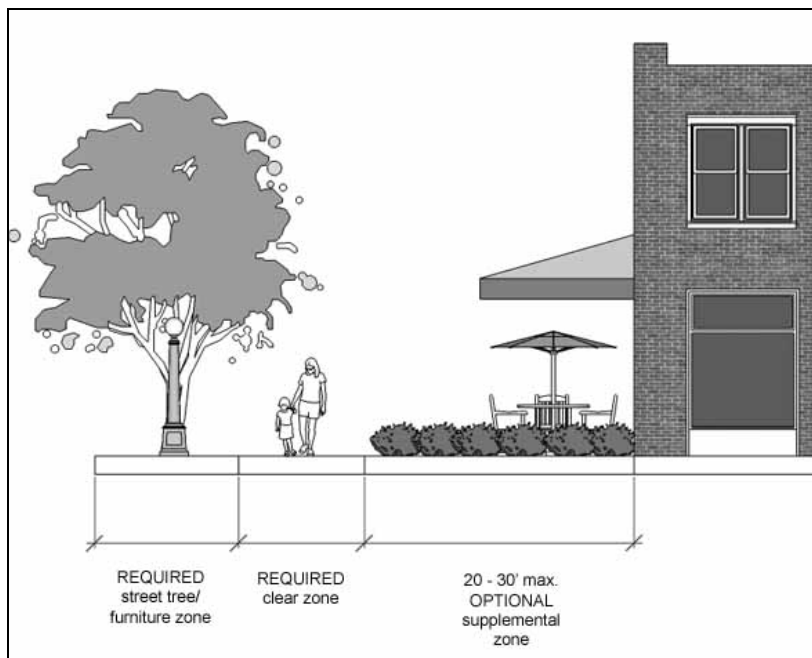 REQUIRED
street tree/
furniture zone
REQUIRED
clear zone
20 - 30' max.
OPTIONAL
supplemental
zone